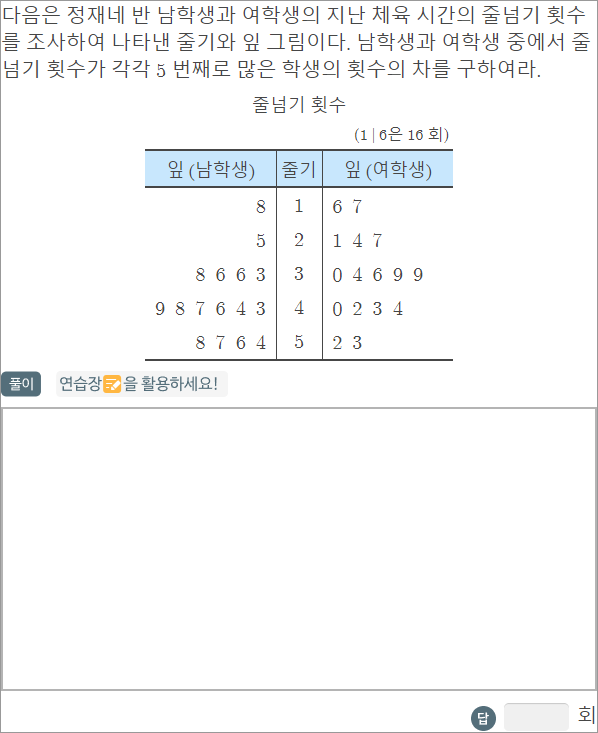 다음은 정재네 반 남학생과 여학생의 지난 체육 시간의 줄넘기 횟수
를 조사하여 나타낸 줄기와 잎 그림이다. 남학생과 여학생 중에서 줄
넘기 횟수가 각각 5 번째로 많은 학생의 횟수의 차를 구하여라.
줄넘기 횟수
(1 | 6은 16 회)
잎 (남학생) 줄기 잎 (여학생)
8 1 6 7
5 2 1 4 7
8 6 6 3 3 0 4 6 9 9
9 8 7 6 4 3 4 0 2 3 4
8 7 6 4 5 2 3
풀이 연습장을 활용하세요!
답 회